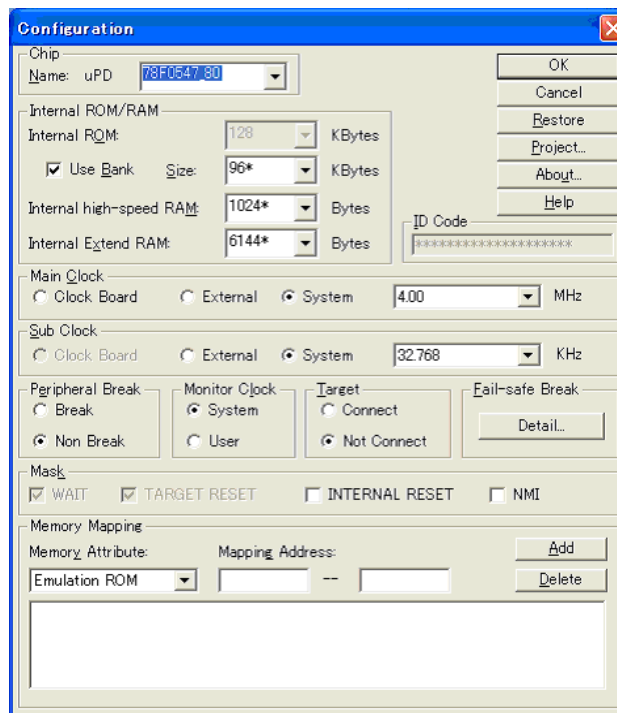 Configuration
Chip
Name: uPD 78F0547_80
OK
Cancel
Restore
Project...
About...
Help
Internal ROM/RAM
Internal ROM: 128 KBytes
Use Bank Size: 96* KBytes
Internal high-speed RAM: 1024* Bytes
Internal Extend RAM: 6144* Bytes
ID Code
********************
Main Clock
Clock Board External System 4.00 MHz
Sub Clock
Clock Board External System 32.768 KHz
Peripheral Break
Break
Non Break
Monitor Clock
System
User
Target
Connect
Not Connect
Fail-safe Break
Detail...
Mask
WAIT TARGET RESET INTERNAL RESET NMI
Memory Mapping
Memory Attribute: Mapping Address:
Add
Emulation ROM --
Delete